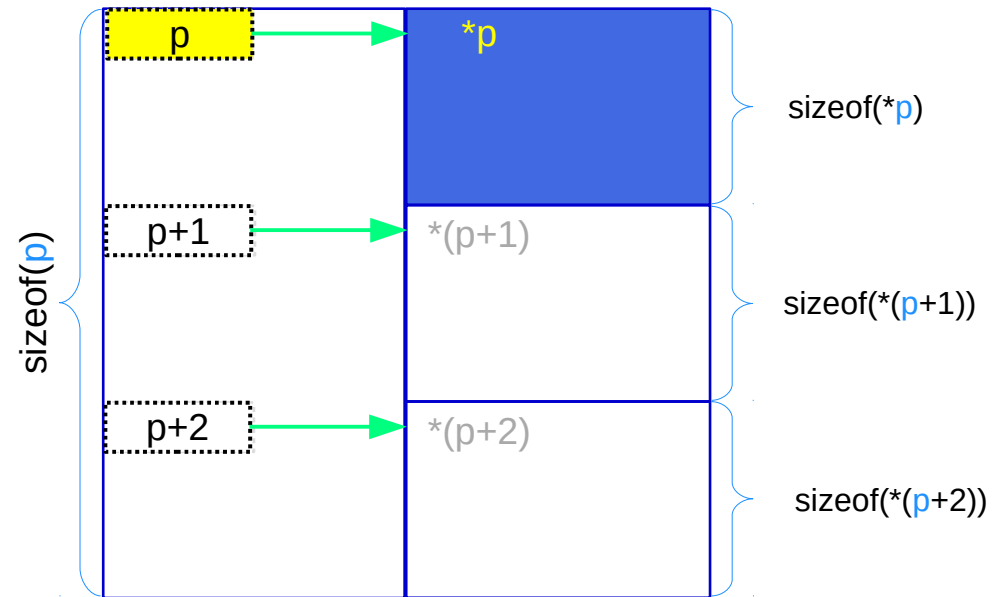 p
*p
sizeof(*p)
p+1
*(p+1)
sizeof(p)
sizeof(*(p+1))
p+2
*(p+2)
sizeof(*(p+2))